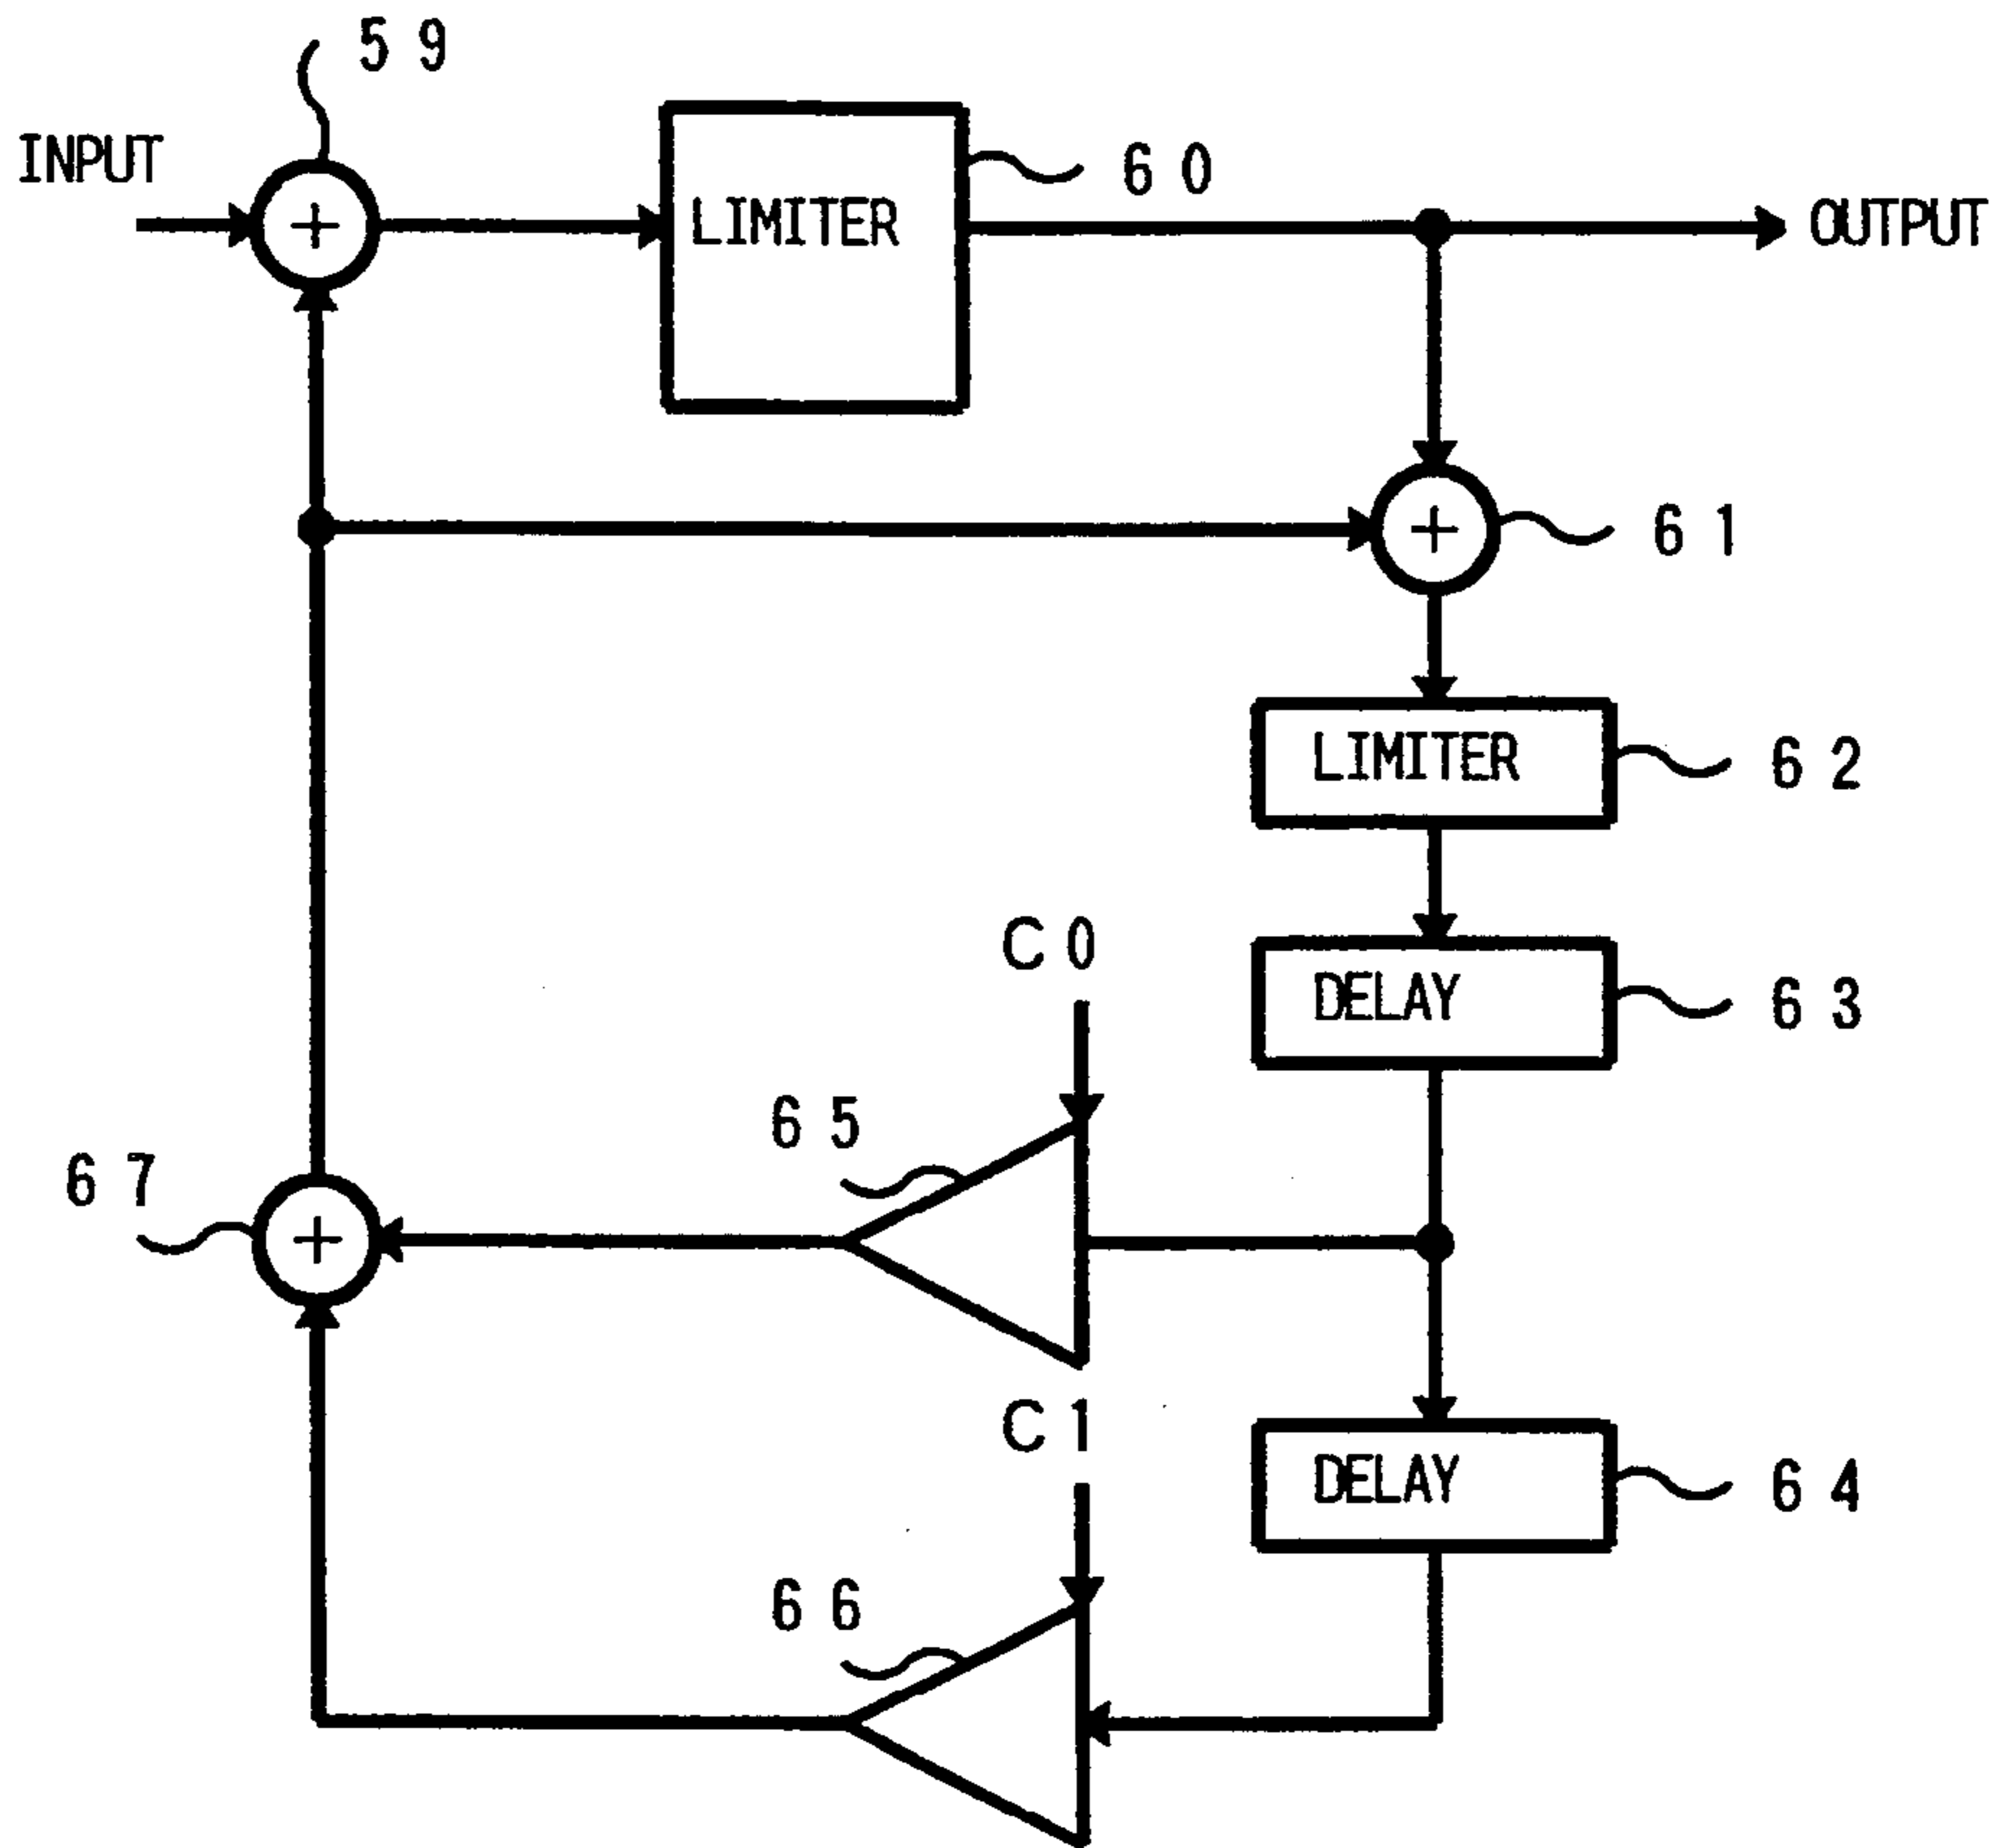 59
INPUT
60
LIMITER
OUTPUT
61
LIMITER
62
C0
DELAY
63
65
67
C1
DELAY
64
66